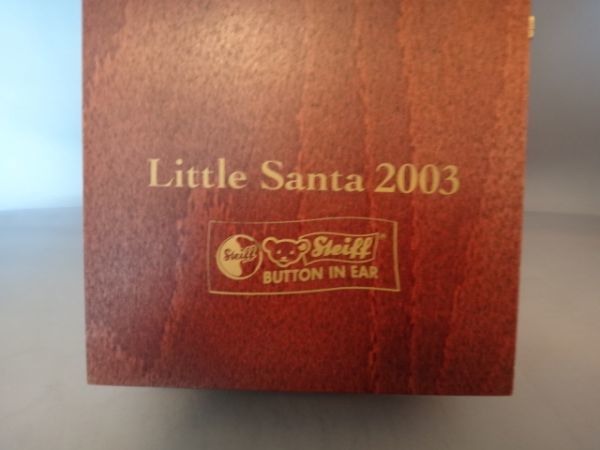 Little Santa 2003
Steiff Steiff
BUTTON IN EAR